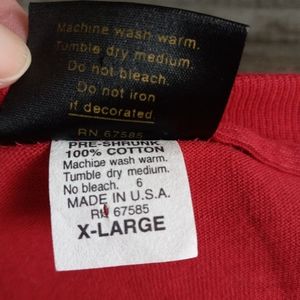 Machine wash warm.
Tumble dry medium.
Do not bleach.
Do not iron
if decorated
RN 67585
PRE-SHRUNK
100% COTTON
Machine wash warm.
Tumble dry medium.
No bleach. 6
MADE IN U.S.A.
RN 67585
X-LARGE